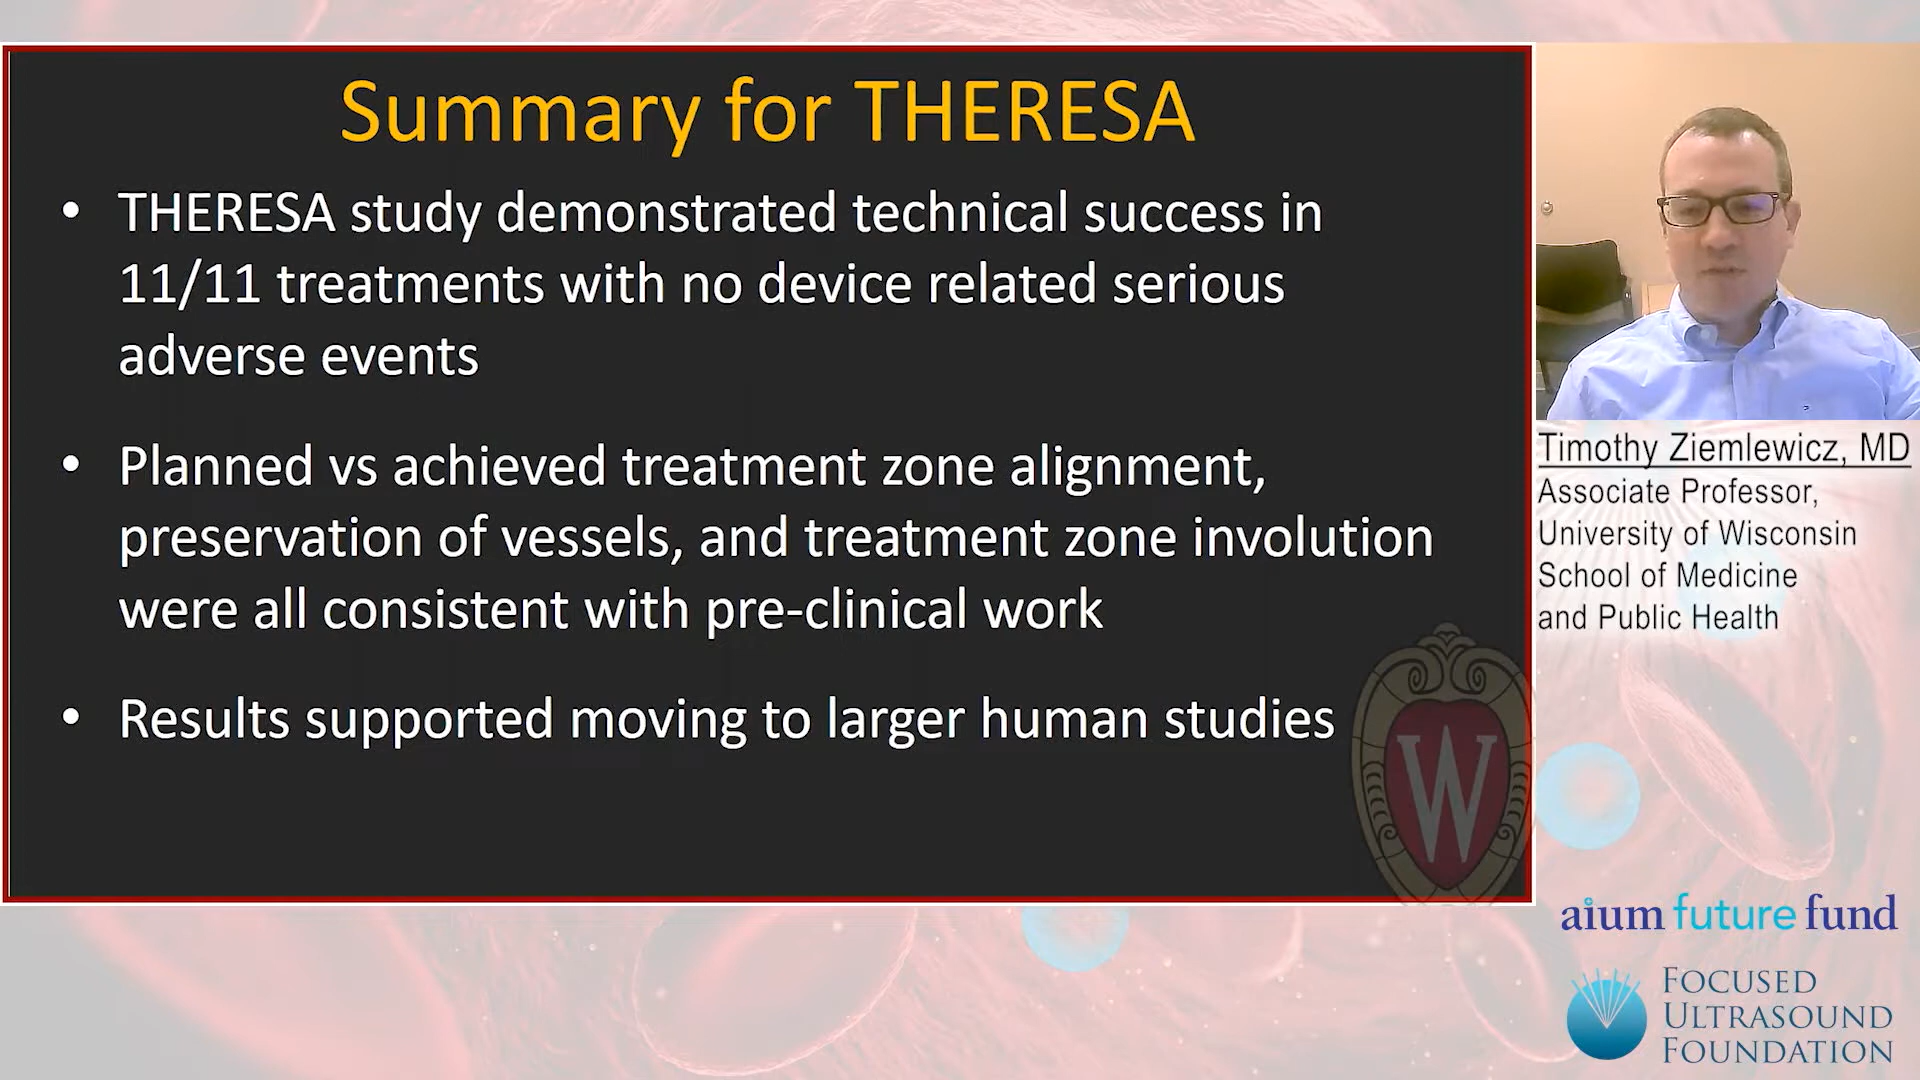 Summary for THERESA
• THERESA study demonstrated technical success in
11/11 treatments with no device related serious
adverse events
• Planned vs achieved treatment zone alignment,
preservation of vessels, and treatment zone involution
were all consistent with pre-clinical work
• Results supported moving to larger human studies
W
Timothy Ziemlewicz, MD
Associate Professor,
University of Wisconsin
School of Medicine
and Public Health
aium future fund
FOCUSED
ULTRASOUND
FOUNDATION